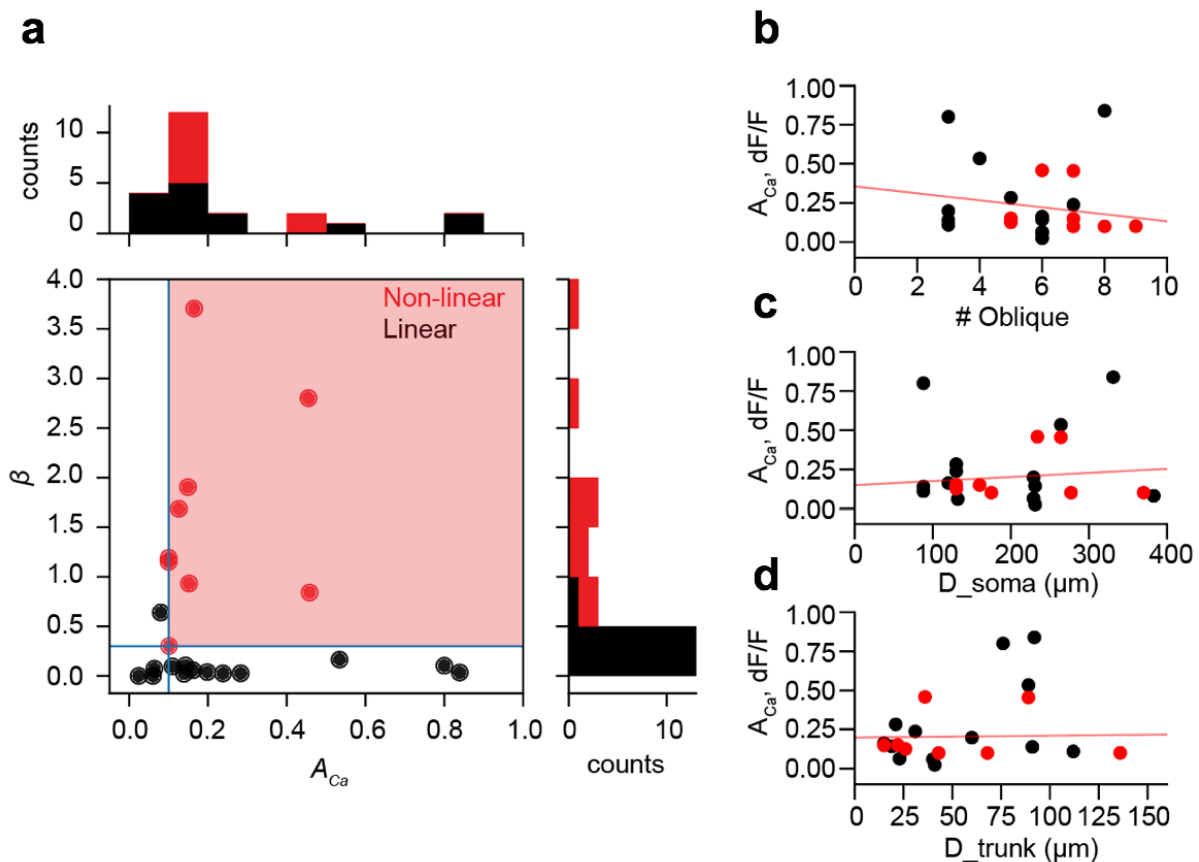 a
counts
10
5
0
4.0
3.5
3.0
2.5
2.0
1.5
1.0
0.5
0.0
β
Non-linear
Linear
0.0 0.2 0.4 0.6 0.8 1.0
A_Ca
0 10
counts
b
A_Ca, dF/F
1.00
0.75
0.50
0.25
0.00
0 2 4 6 8 10
# Oblique
c
A_Ca, dF/F
1.00
0.75
0.50
0.25
0.00
0 100 200 300 400
D_soma (µm)
d
A_Ca, dF/F
1.00
0.75
0.50
0.25
0.00
0 25 50 75 100 125 150
D_trunk (µm)